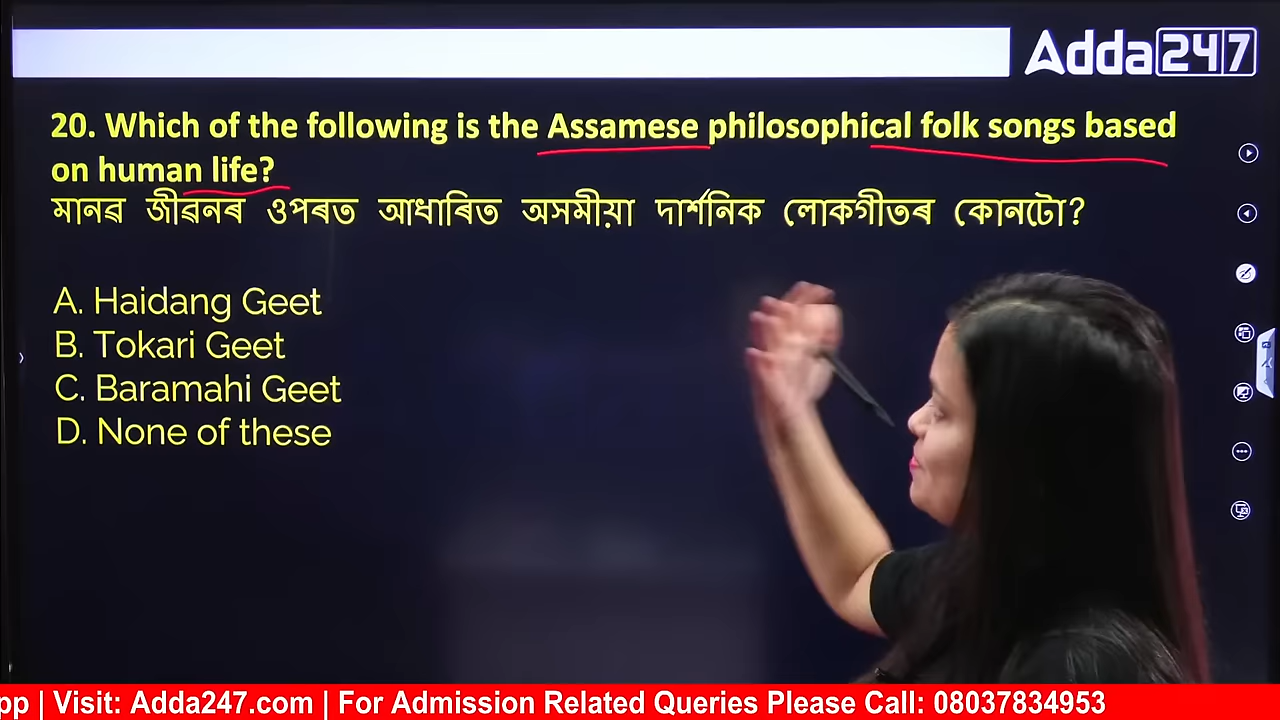 Adda247
20. Which of the following is the Assamese philosophical folk songs based
on human life?
মানৱ জীৱনৰ ওপৰত আধাৰিত অসমীয়া দাৰ্শনিক লোকগীতৰ কোনটো?
A. Haidang Geet
B. Tokari Geet
C. Baramahi Geet
D. None of these
pp | Visit: Adda247.com | For Admission Related Queries Please Call: 08037834953